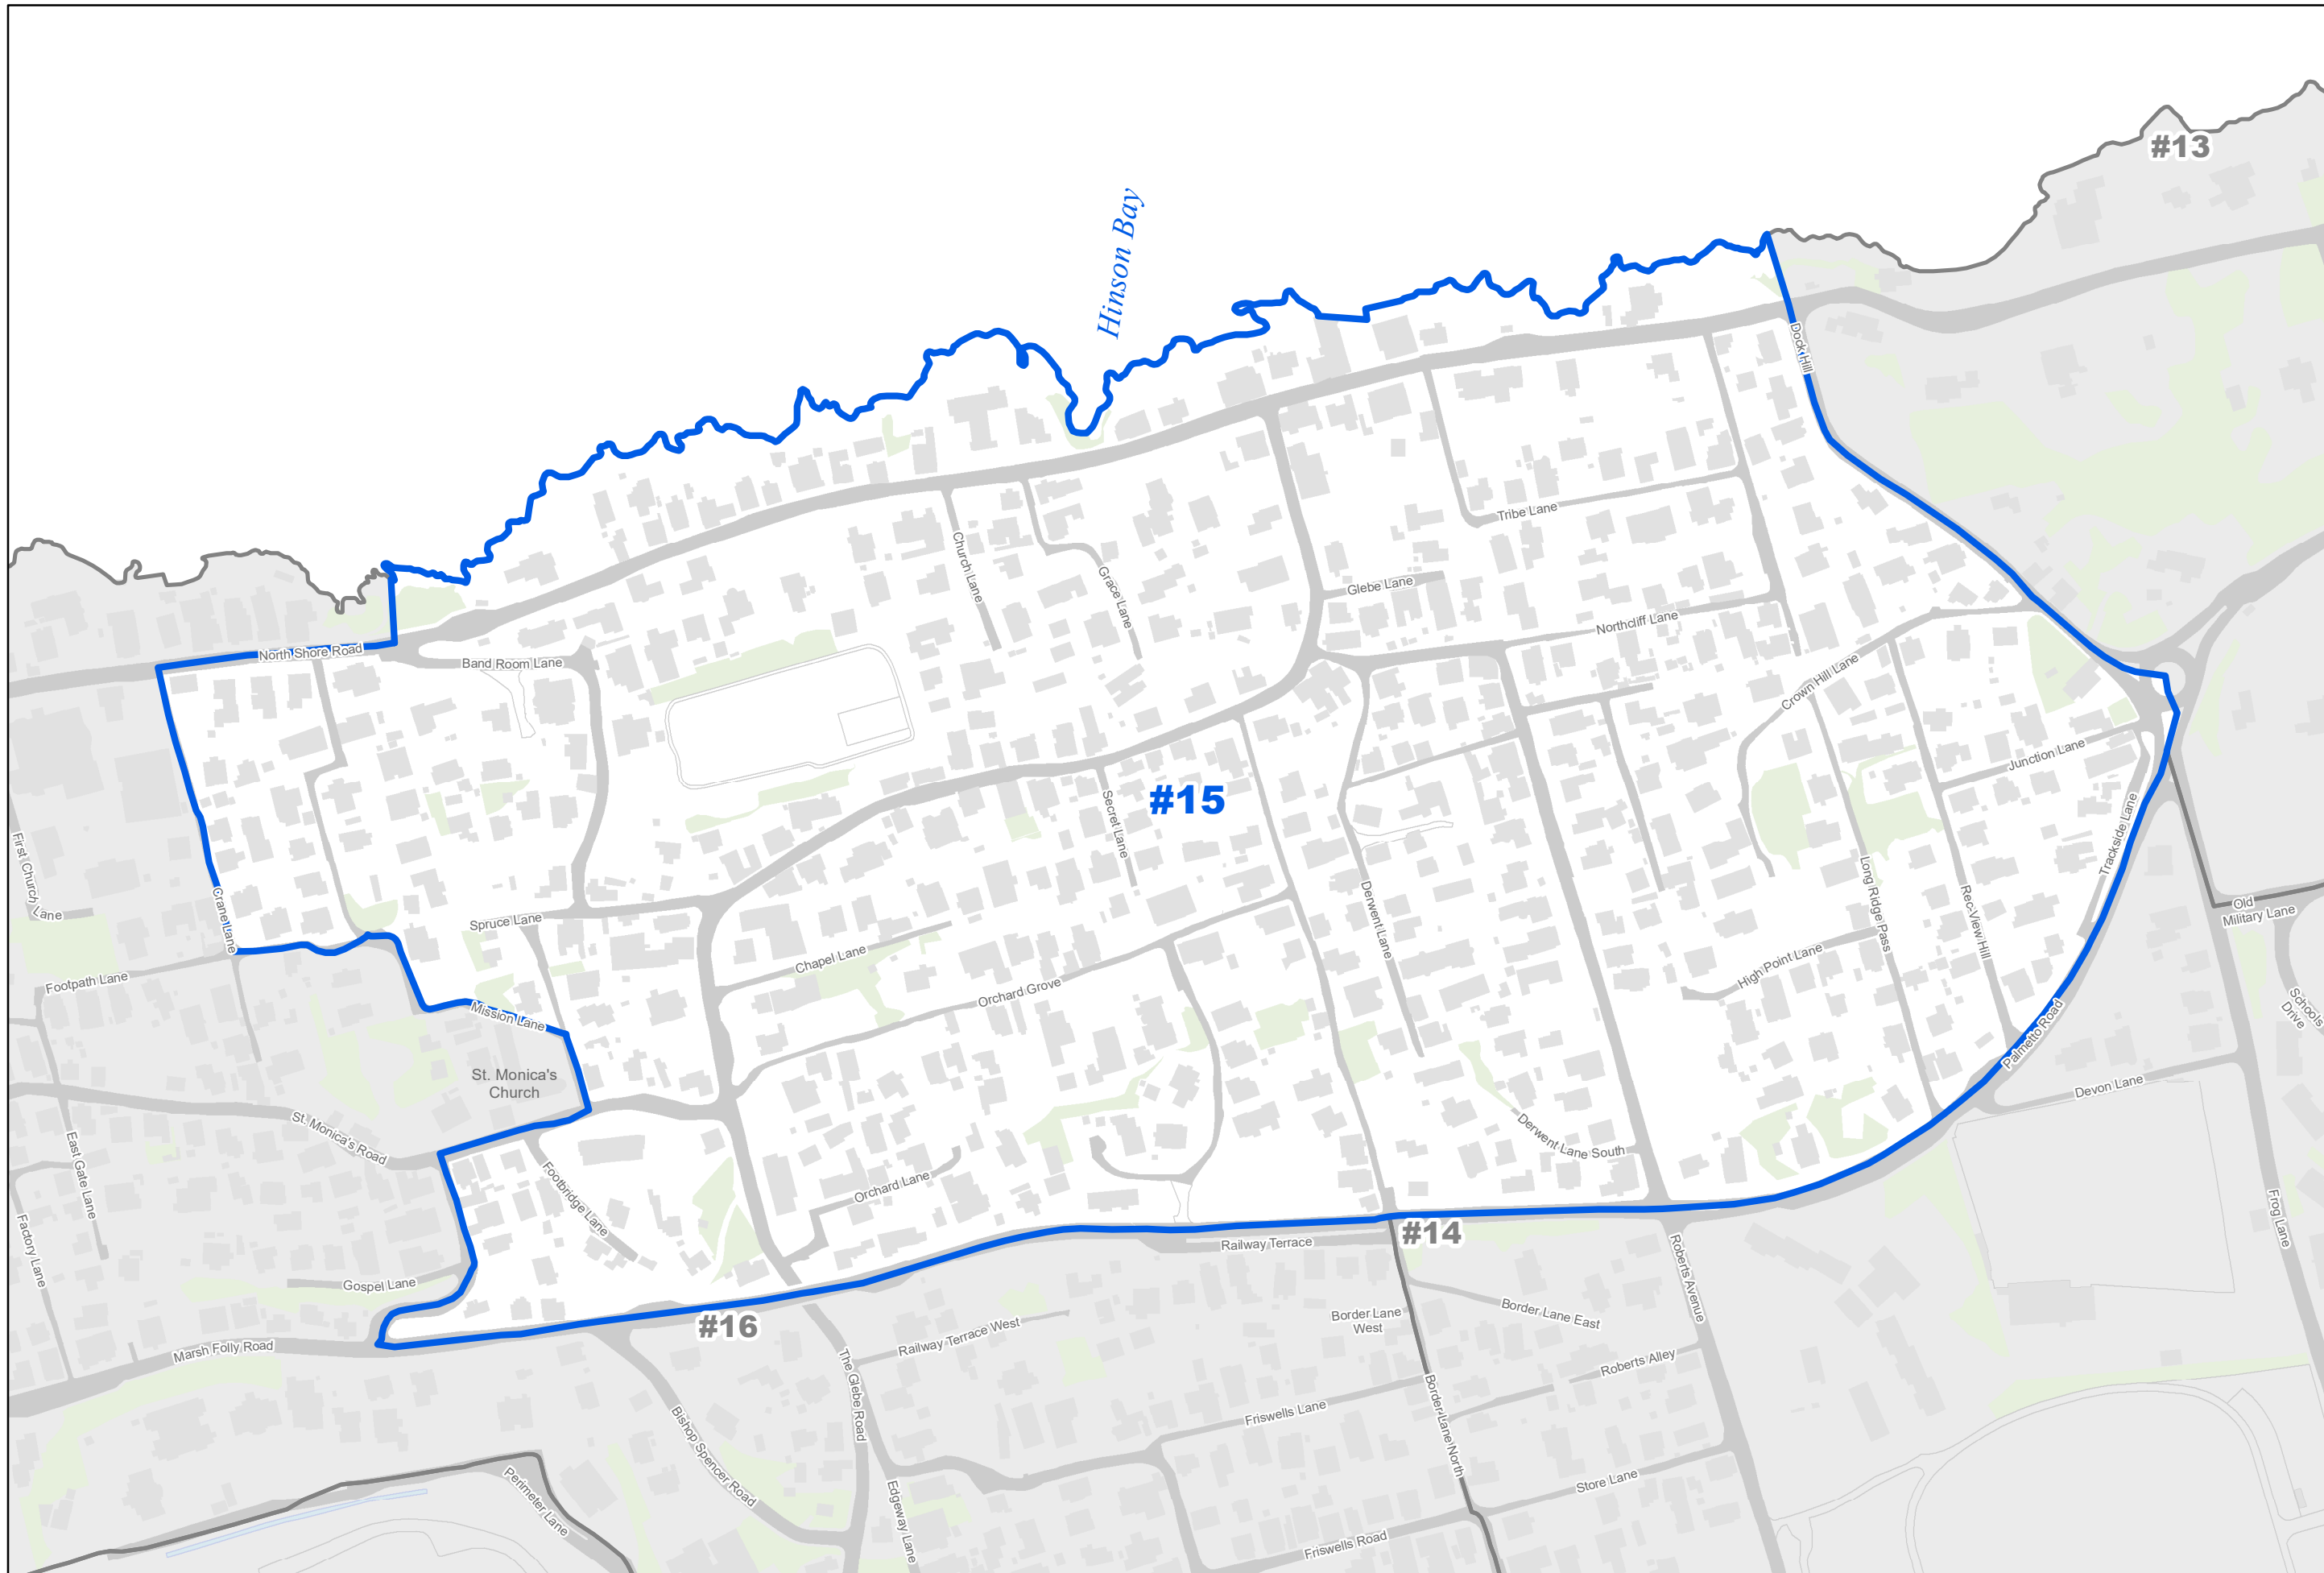 #13
Hinson Bay
Dock Hill
Tribe Lane
Church Lane
Grace Lane
Glebe Lane
Northcliff Lane
North Shore Road
Band Room Lane
Crown Hill Lane
Junction Lane
#15
Secret Lane
Trackside Lane
First Church
Lane
Crane Lane
Spruce Lane
Derwent Lane
Long Ridge Pass
Rec-View Hill
Old
Military Lane
Chapel Lane
High Point Lane
Footpath Lane
Orchard Grove
Mission Lane
Schools
Drive
Palmetto Road
St. Monica's
Church
Devon Lane
St. Monica's Road
East Gate Lane
Derwent Lane South
Footbridge Lane
Orchard Lane
Factory Lane
Frog Lane
#14
Railway Terrace
Gospel Lane
Roberts Avenue
Border Lane
West
Border Lane East
#16
Railway Terrace West
Marsh Folly Road
The Glebe Road
Roberts Alley
Border Lane North
Friswells Lane
Bishop Spencer Road
Store Lane
Perimeter Lane
Edgeway Lane
Friswells Road